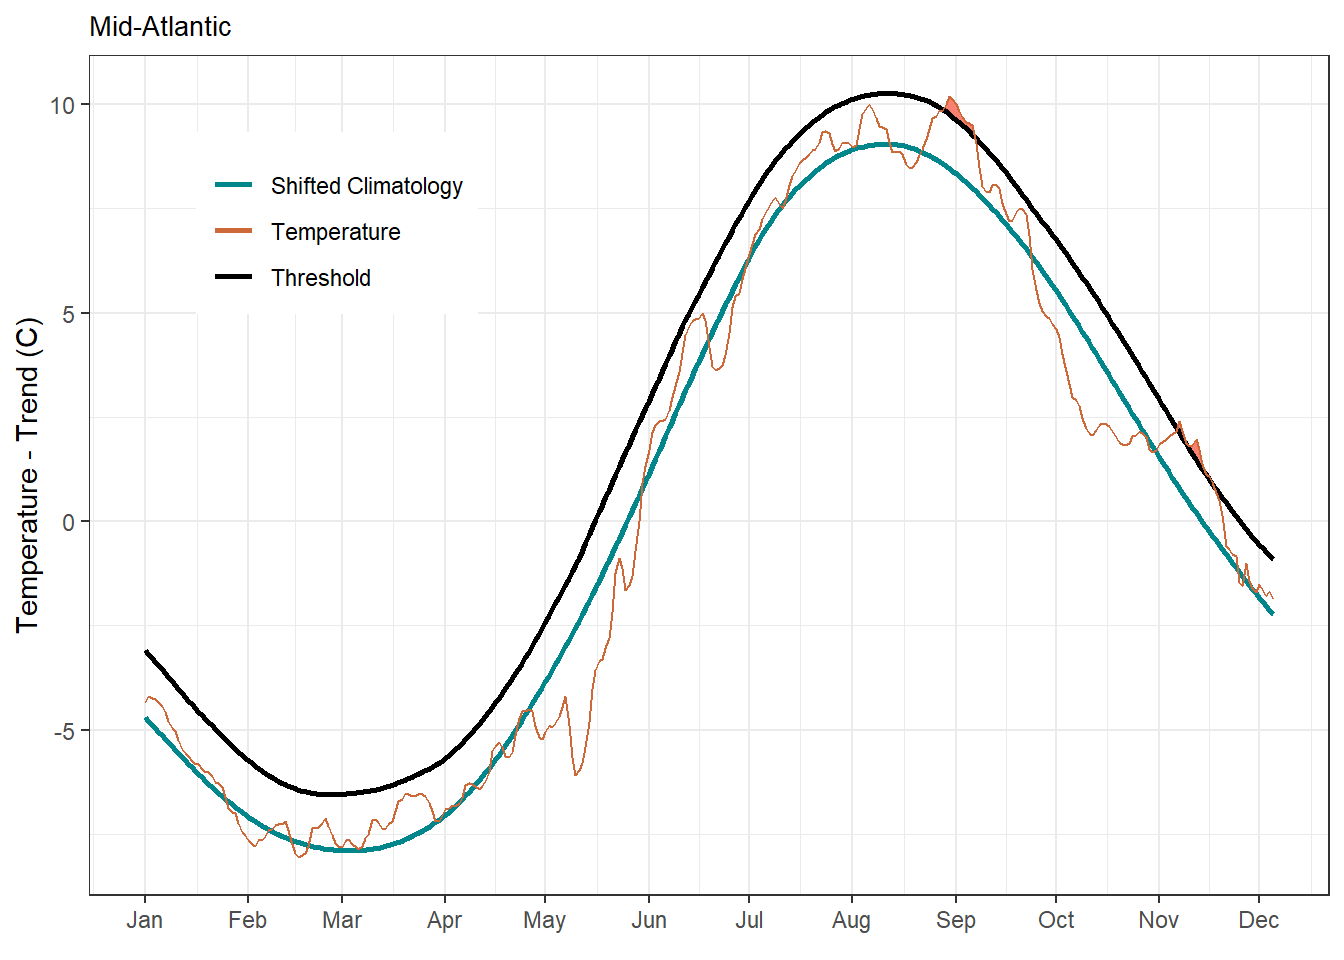 Mid-Atlantic
Temperature - Trend (C)
10
5
0
-5
Shifted Climatology
Temperature
Threshold
Jan Feb Mar Apr May Jun Jul Aug Sep Oct Nov Dec